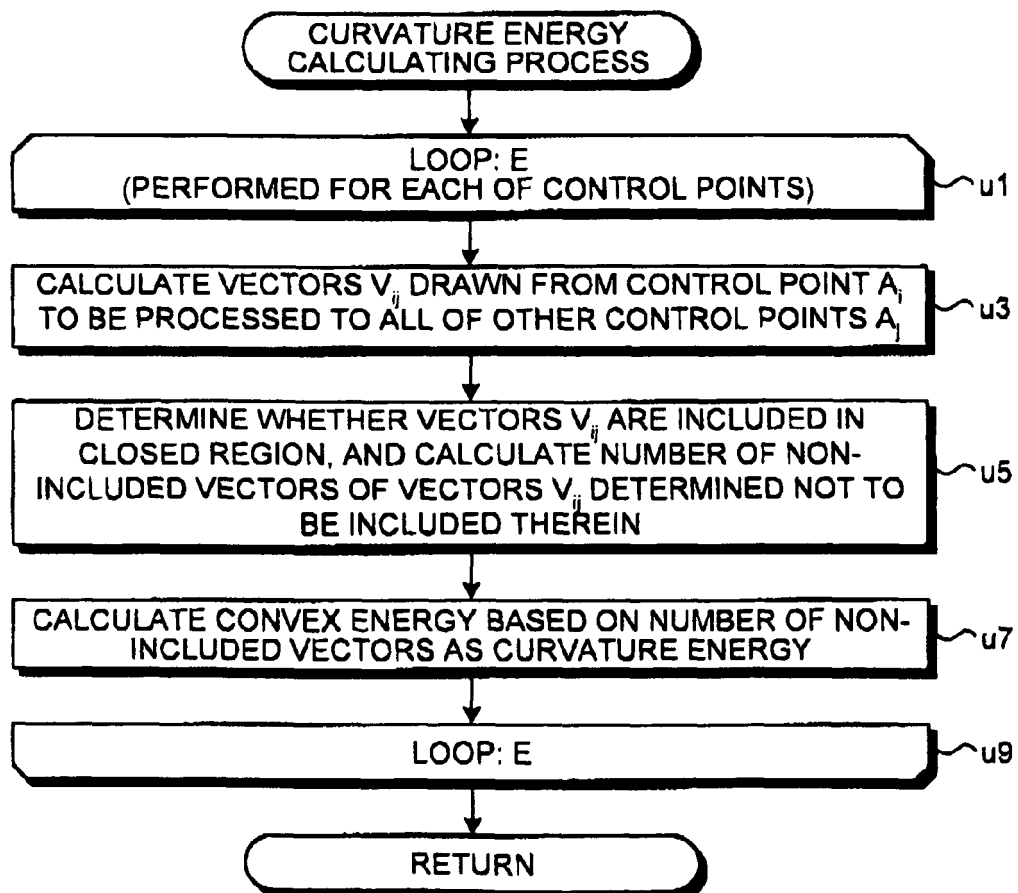 CURVATURE ENERGY
CALCULATING PROCESS
LOOP: E
(PERFORMED FOR EACH OF CONTROL POINTS)
u1
CALCULATE VECTORS Vij DRAWN FROM CONTROL POINT Ai
TO BE PROCESSED TO ALL OF OTHER CONTROL POINTS Aj
u3
DETERMINE WHETHER VECTORS Vij ARE INCLUDED IN
CLOSED REGION, AND CALCULATE NUMBER OF NON-
INCLUDED VECTORS OF VECTORS Vij DETERMINED NOT TO
BE INCLUDED THEREIN
u5
CALCULATE CONVEX ENERGY BASED ON NUMBER OF NON-
INCLUDED VECTORS AS CURVATURE ENERGY
u7
LOOP: E
u9
RETURN